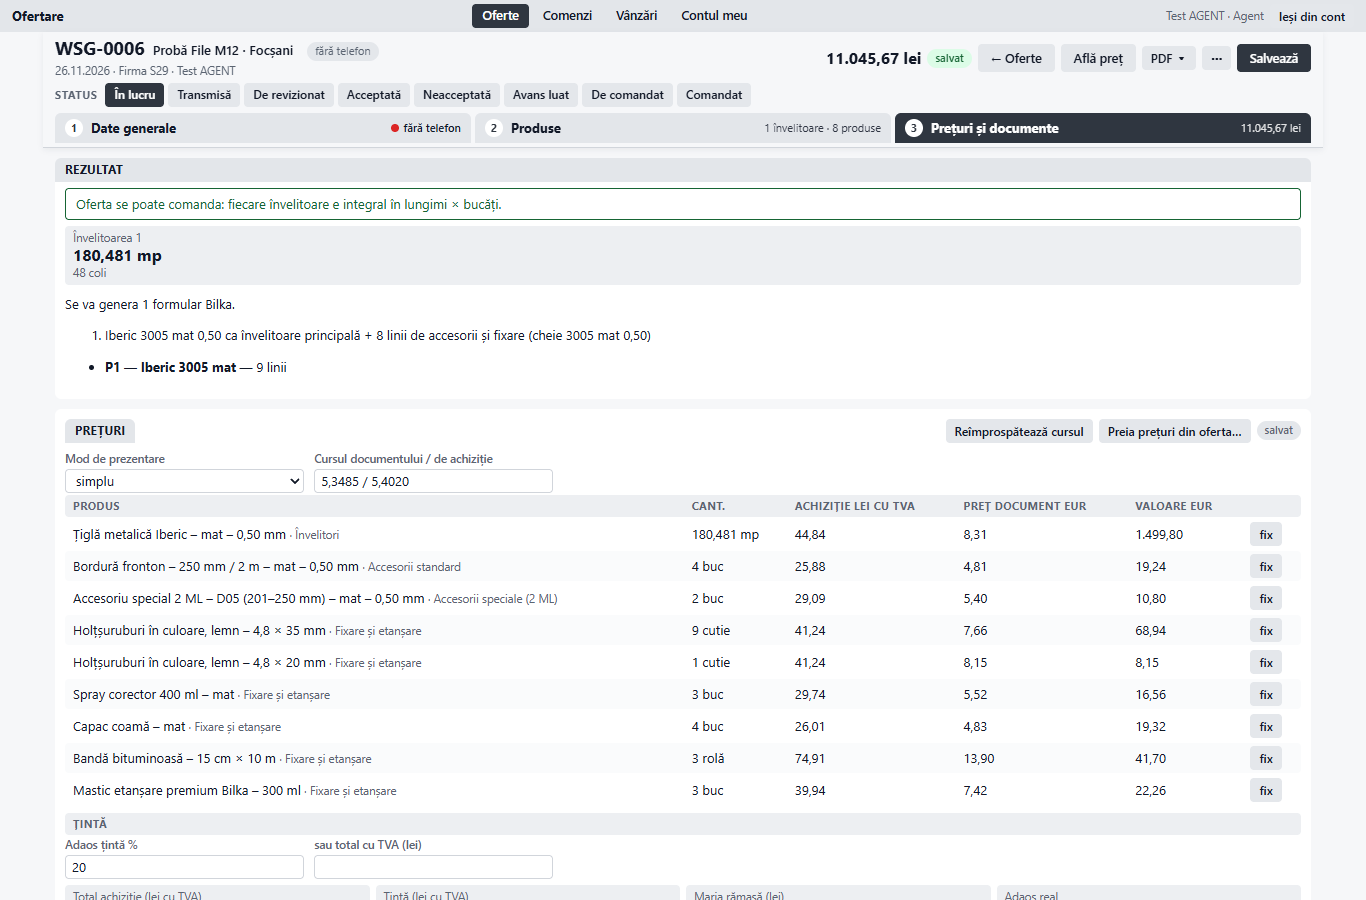 Ofertare
Oferte Comenzi Vânzări Contul meu
Test AGENT · Agent Ieși din cont
WSG-0006 Probă File M12 · Focșani fără telefon
26.11.2026 · Firma S29 · Test AGENT
11.045,67 lei salvat ← Oferte Află preț PDF ▾ ··· Salvează
STATUS În lucru Transmisă De revizionat Acceptată Neacceptată Avans luat De comandat Comandat
1 Date generale fără telefon
2 Produse 1 învelitoare · 8 produse
3 Prețuri și documente 11.045,67 lei
REZULTAT
Oferta se poate comanda: fiecare învelitoare e integral în lungimi × bucăți.
Învelitoarea 1
180,481 mp
48 coli
Se va genera 1 formular Bilka.
1. Iberic 3005 mat 0,50 ca învelitoare principală + 8 linii de accesorii și fixare (cheie 3005 mat 0,50)
• P1 — Iberic 3005 mat — 9 linii
PREȚURI
Reîmprospătează cursul Preia prețuri din oferta... salvat
Mod de prezentare Cursul documentului / de achiziție
simplu 5,3485 / 5,4020
PRODUS CANT. ACHIZIȚIE LEI CU TVA PREȚ DOCUMENT EUR VALOARE EUR
Țiglă metalică Iberic – mat – 0,50 mm · Învelitori 180,481 mp 44,84 8,31 1.499,80 fix
Bordură fronton – 250 mm / 2 m – mat – 0,50 mm · Accesorii standard 4 buc 25,88 4,81 19,24 fix
Accesoriu special 2 ML – D05 (201–250 mm) – mat – 0,50 mm · Accesorii speciale (2 ML) 2 buc 29,09 5,40 10,80 fix
Holțșuruburi în culoare, lemn – 4,8 × 35 mm · Fixare și etanșare 9 cutie 41,24 7,66 68,94 fix
Holțșuruburi în culoare, lemn – 4,8 × 20 mm · Fixare și etanșare 1 cutie 41,24 8,15 8,15 fix
Spray corector 400 ml – mat · Fixare și etanșare 3 buc 29,74 5,52 16,56 fix
Capac coamă – mat · Fixare și etanșare 4 buc 26,01 4,83 19,32 fix
Bandă bituminoasă – 15 cm × 10 m · Fixare și etanșare 3 rolă 74,91 13,90 41,70 fix
Mastic etanșare premium Bilka – 300 ml · Fixare și etanșare 3 buc 39,94 7,42 22,26 fix
ȚINTĂ
Adaos țintă % sau total cu TVA (lei)
20
Total achiziție (lei cu TVA) Țintă (lei cu TVA) Marja rămasă (lei) Adaos real